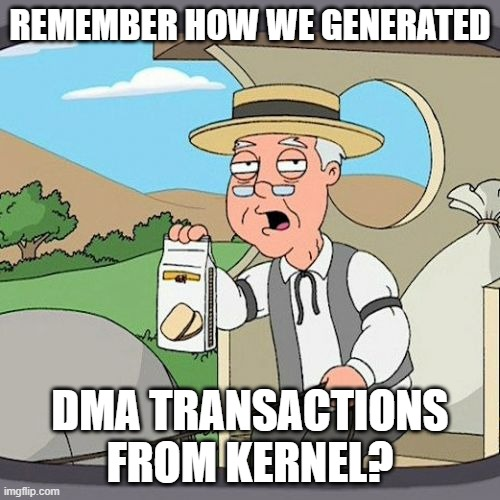 REMEMBER HOW WE GENERATED
DMA TRANSACTIONS
FROM KERNEL?
imgflip.com